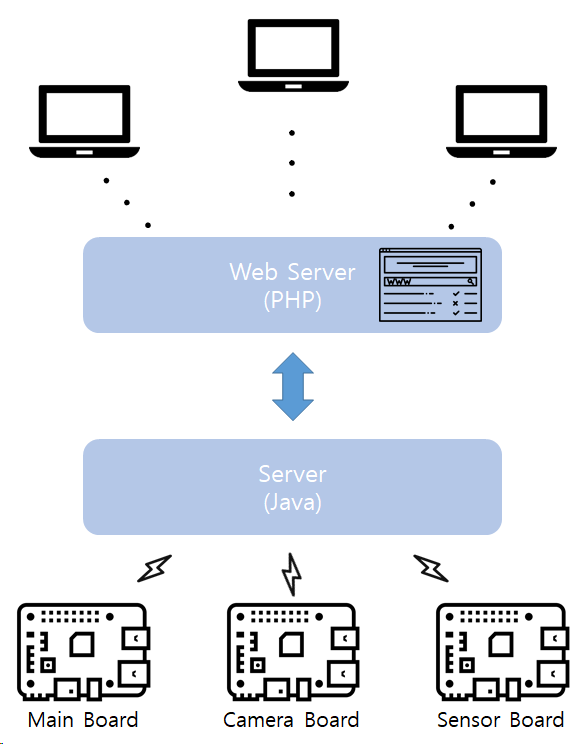 Web Server
(PHP)
WWW
Server
(Java)
Main Board
Camera Board
Sensor Board